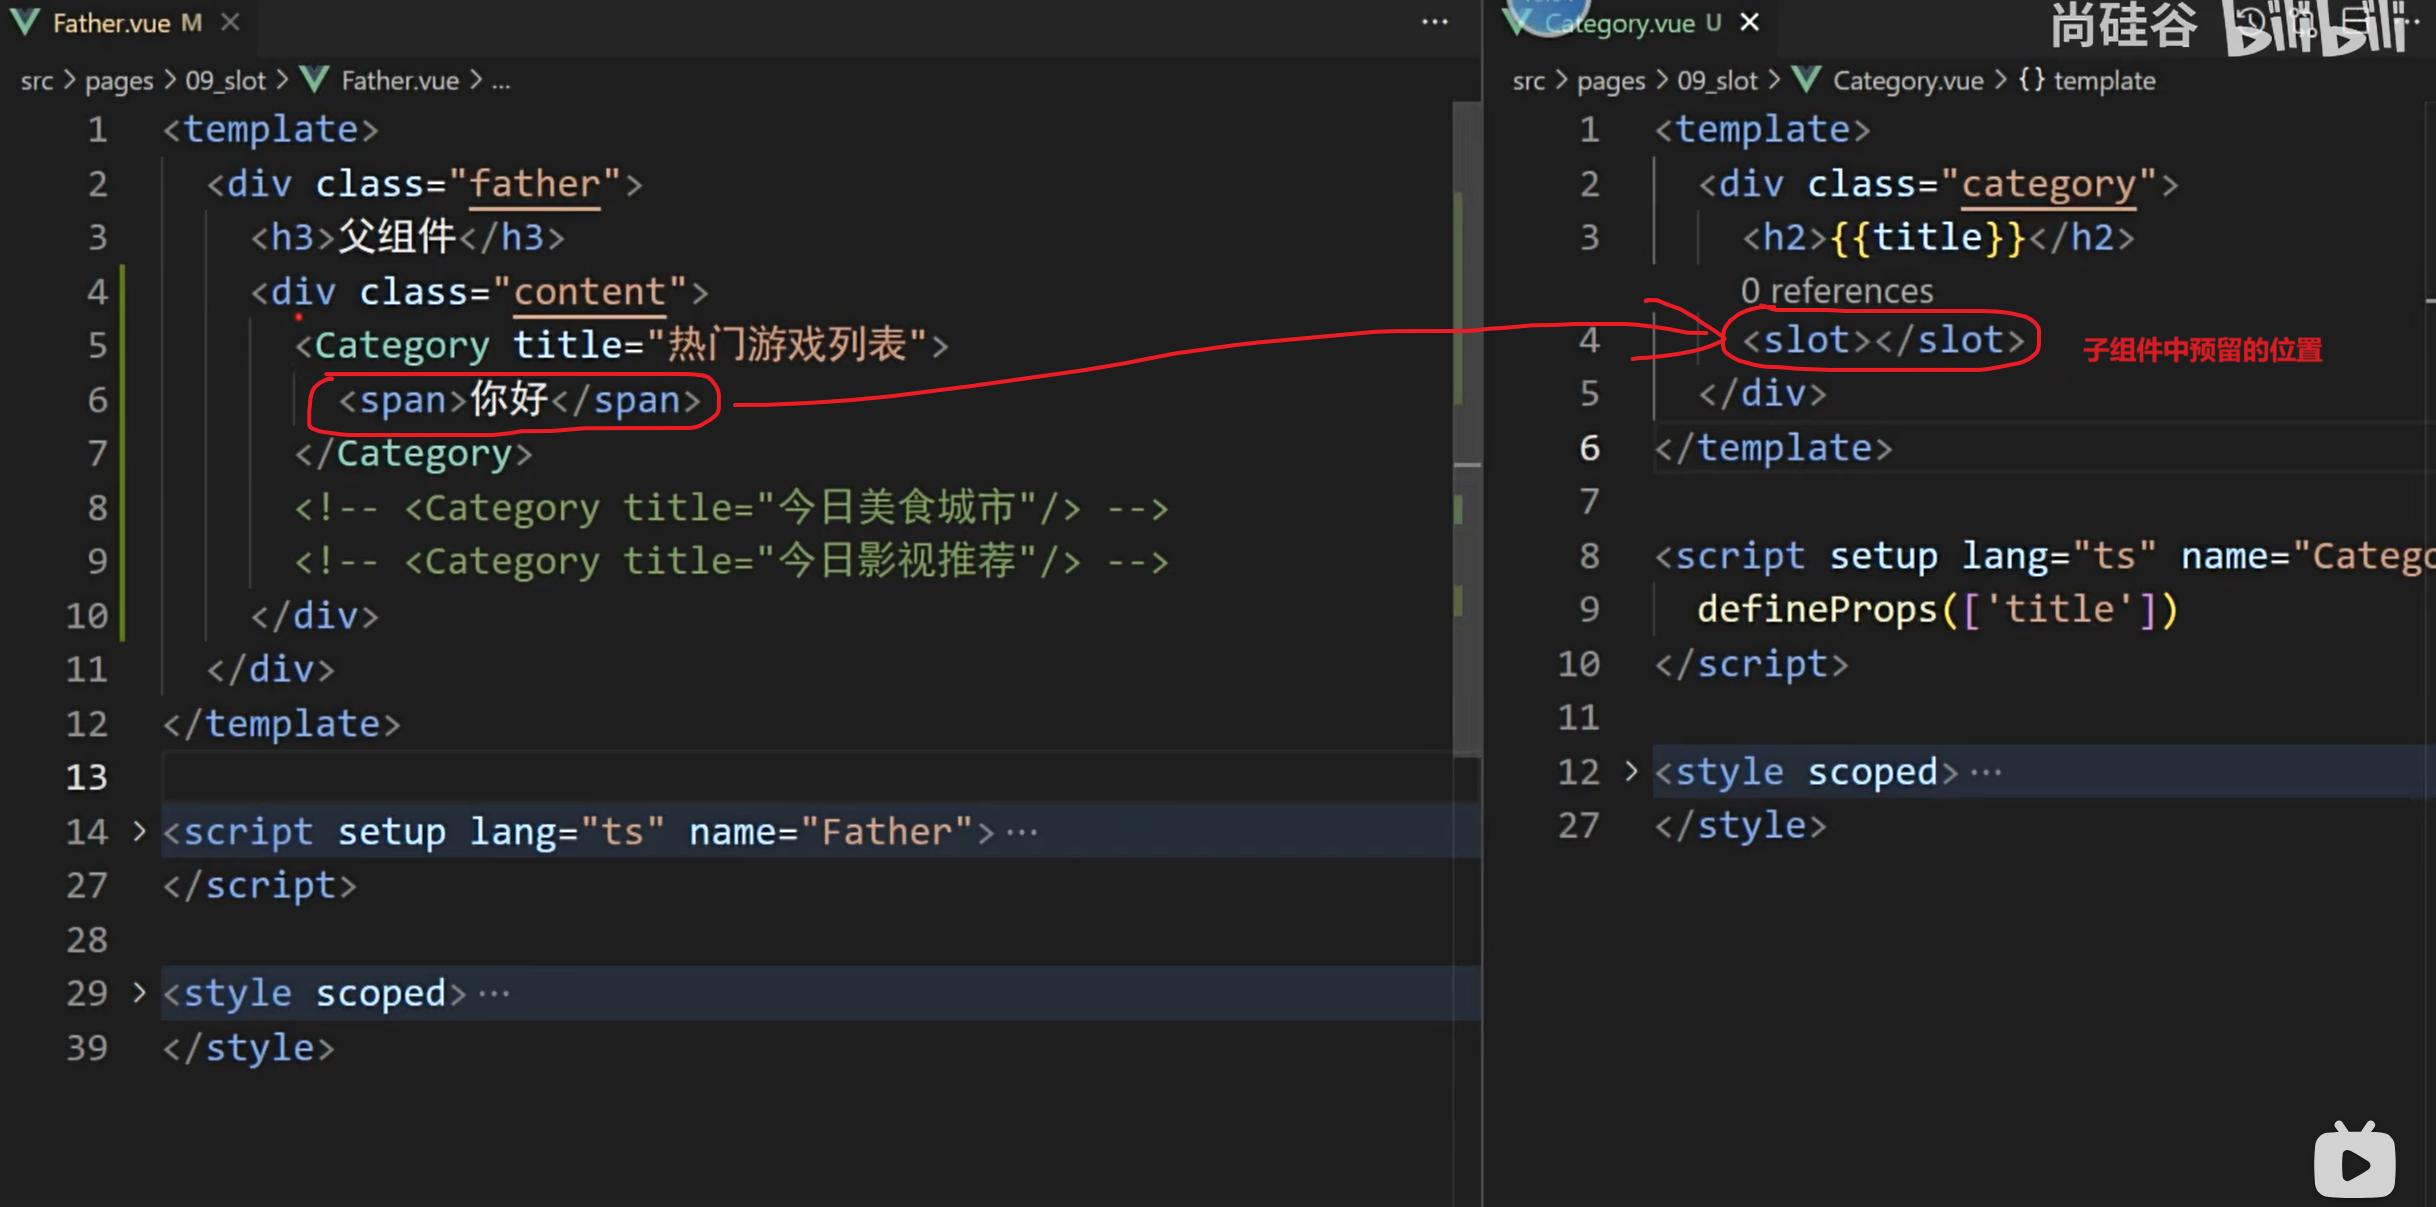 Father.vue M
src > pages > 09_slot > Father.vue > ...
1 <template>
2 <div class="father">
3 <h3>父组件</h3>
4 <div class="content">
5 <Category title="热门游戏列表">
6 <span>你好</span>
7 </Category>
8 <!-- <Category title="今日美食城市"/> -->
9 <!-- <Category title="今日影视推荐"/> -->
10 </div>
11 </div>
12 </template>
13
14 > <script setup lang="ts" name="Father">···
27 </script>
28
29 > <style scoped>···
39 </style>
Category.vue U
尚硅谷 bilibili
src > pages > 09_slot > Category.vue > {} template
1 <template>
2 <div class="category">
3 <h2>{{title}}</h2>
0 references
4 <slot></slot>
子组件中预留的位置
5 </div>
6 </template>
7
8 <script setup lang="ts" name="Catego
9 defineProps(['title'])
10 </script>
11
12 > <style scoped>···
27 </style>